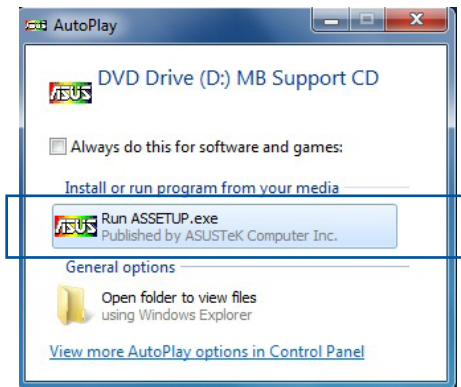 AutoPlay
DVD Drive (D:) MB Support CD
Always do this for software and games:
Install or run program from your media
Run ASSETUP.exe
Published by ASUSTeK Computer Inc.
General options
Open folder to view files
using Windows Explorer
View more AutoPlay options in Control Panel